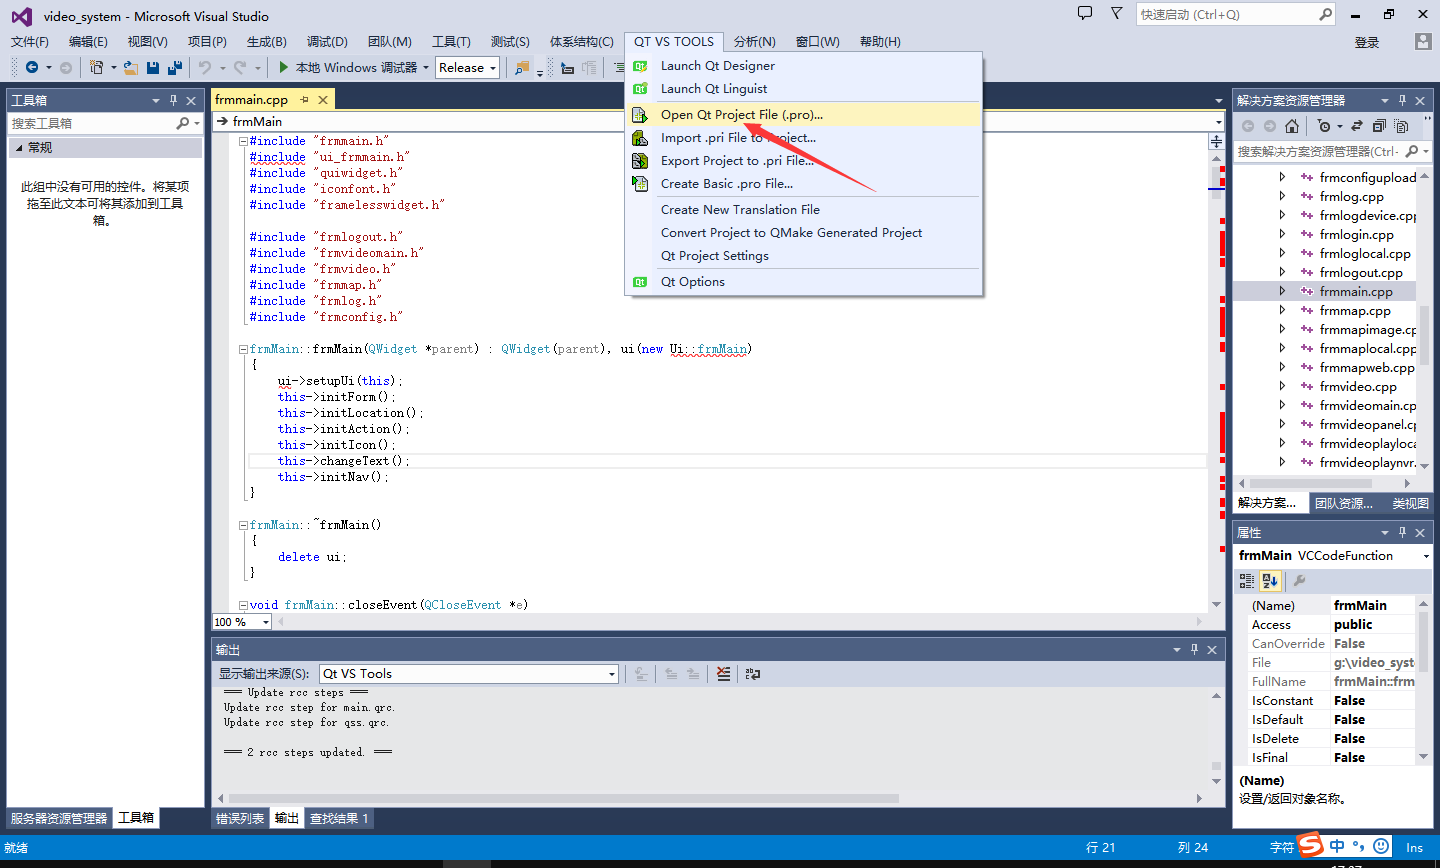 video_system - Microsoft Visual Studio
快速启动 (Ctrl+Q)
文件(F) 编辑(E) 视图(V) 项目(P) 生成(B) 调试(D) 团队(M) 工具(T) 测试(S) 体系结构(C) QT VS TOOLS 分析(N) 窗口(W) 帮助(H) 登录
本地 Windows 调试器 Release
Launch Qt Designer
Launch Qt Linguist
Open Qt Project File (.pro)...
Import .pri File to Project...
Export Project to .pri File...
Create Basic .pro File...
Create New Translation File
Convert Project to QMake Generated Project
Qt Project Settings
Qt Options
工具箱
搜索工具箱
常规
此组中没有可用的控件。将某项
拖至此文本可将其添加到工具
箱。
服务器资源管理器 工具箱
frmmain.cpp
frmMain
#include "frmmain.h"
#include "ui_frmmain.h"
#include "quiwidget.h"
#include "iconfont.h"
#include "framelesswidget.h"
#include "frmlogout.h"
#include "frmvideomain.h"
#include "frmvideo.h"
#include "frmmap.h"
#include "frmlog.h"
#include "frmconfig.h"
frmMain::frmMain(QWidget *parent) : QWidget(parent), ui(new Ui::frmMain)
{
ui->setupUi(this);
this->initForm();
this->initLocation();
this->initAction();
this->initIcon();
this->changeText();
this->initNav();
}
frmMain::~frmMain()
{
delete ui;
}
void frmMain::closeEvent(QCloseEvent *e)
100 %
输出
显示输出来源(S): Qt VS Tools
=== Update rcc steps ===
Update rcc step for main.qrc.
Update rcc step for qss.qrc.
=== 2 rcc steps updated. ===
错误列表 输出 查找结果 1
解决方案资源管理器
搜索解决方案资源管理器(Ctrl-
frmconfigupload
frmlog.cpp
frmlogdevice.cpp
frmlogin.cpp
frmloglocal.cpp
frmlogout.cpp
frmmain.cpp
frmmap.cpp
frmmapimage.cp
frmmaplocal.cpp
frmmapweb.cpp
frmvideo.cpp
frmvideomain.cp
frmvideopanel.cp
frmvideoplayloca
frmvideoplaynvr.
解决方案... 团队资源... 类视图
属性
frmMain VCCodeFunction
(Name) frmMain
Access public
CanOverride False
File g:\video_syst
FullName frmMain::frm
IsConstant False
IsDefault False
IsDelete False
IsFinal False
(Name)
设置/返回对象名称。
就绪 行 21 列 24 字符 中 Ins